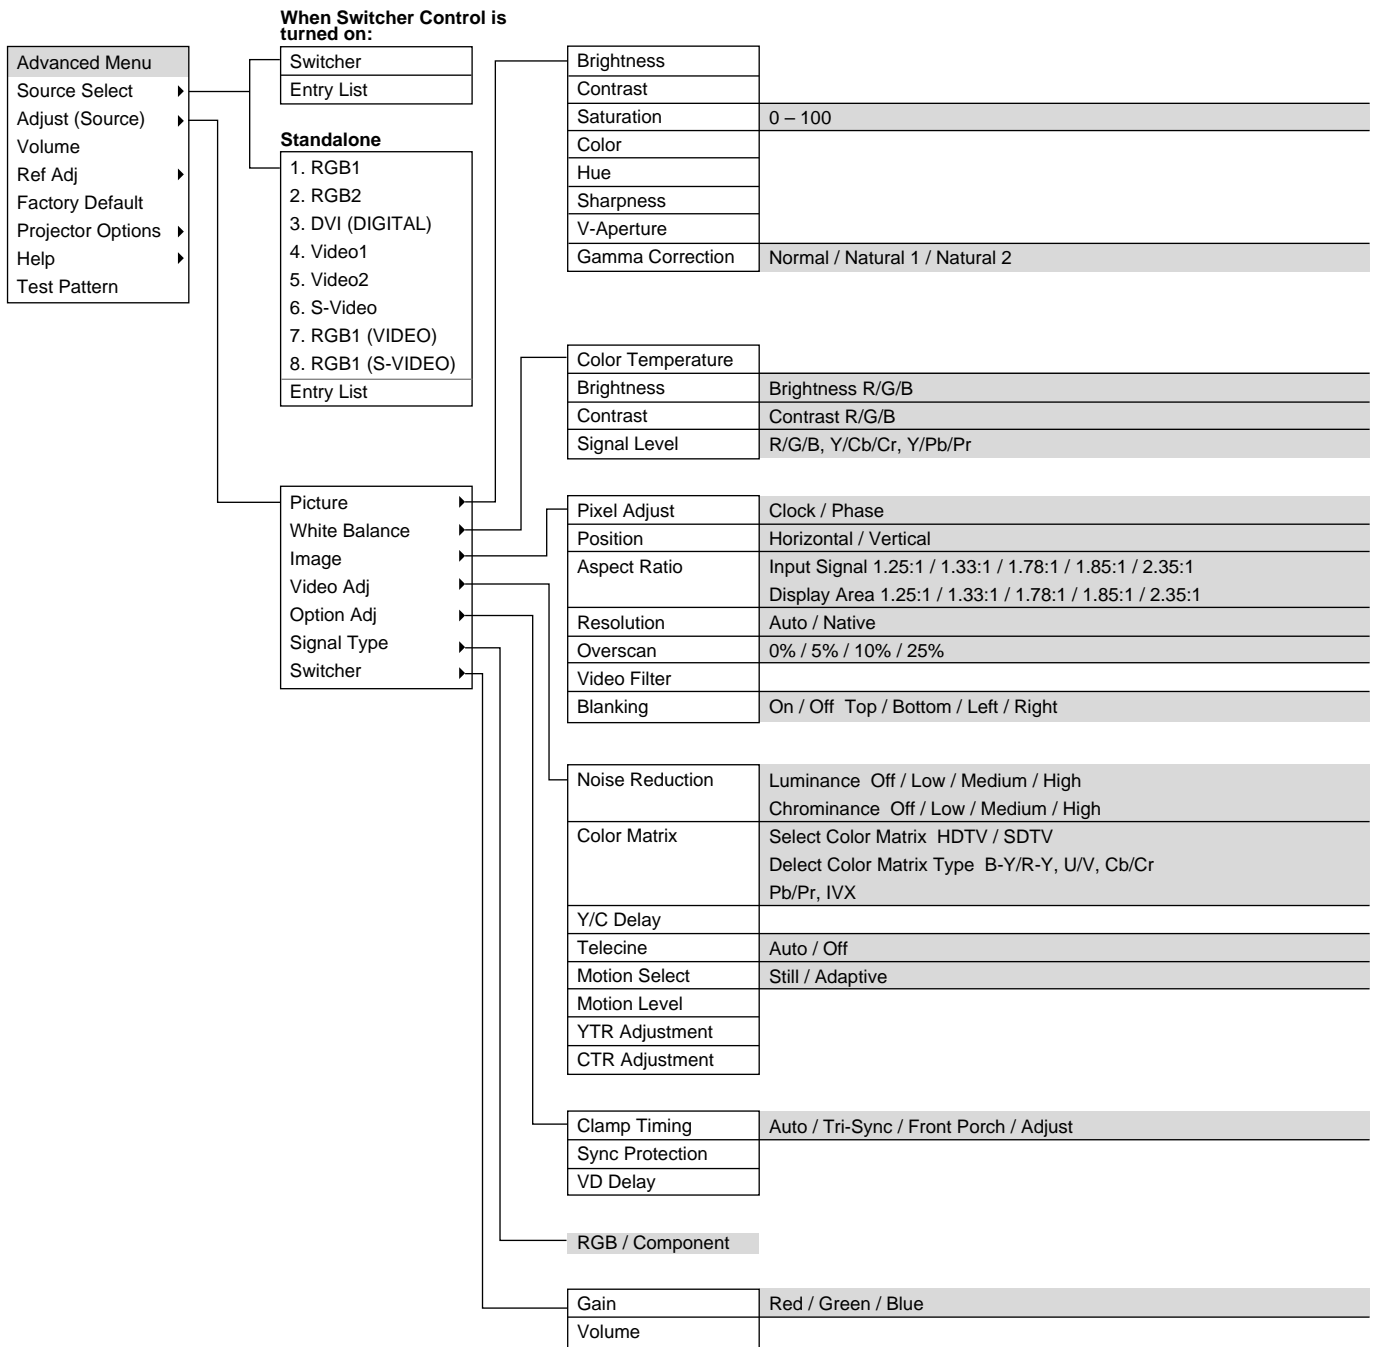 When Switcher Control is
turned on:
Advanced Menu
Source Select
Adjust (Source)
Volume
Ref Adj
Factory Default
Projector Options
Help
Test Pattern
Switcher
Entry List
Standalone
1. RGB1
2. RGB2
3. DVI (DIGITAL)
4. Video1
5. Video2
6. S-Video
7. RGB1 (VIDEO)
8. RGB1 (S-VIDEO)
Entry List
Picture
White Balance
Image
Video Adj
Option Adj
Signal Type
Switcher
Brightness
Contrast
Saturation 0 – 100
Color
Hue
Sharpness
V-Aperture
Gamma Correction Normal / Natural 1 / Natural 2
Color Temperature
Brightness Brightness R/G/B
Contrast Contrast R/G/B
Signal Level R/G/B, Y/Cb/Cr, Y/Pb/Pr
Pixel Adjust Clock / Phase
Position Horizontal / Vertical
Aspect Ratio Input Signal 1.25:1 / 1.33:1 / 1.78:1 / 1.85:1 / 2.35:1
Display Area 1.25:1 / 1.33:1 / 1.78:1 / 1.85:1 / 2.35:1
Resolution Auto / Native
Overscan 0% / 5% / 10% / 25%
Video Filter
Blanking On / Off Top / Bottom / Left / Right
Noise Reduction Luminance Off / Low / Medium / High
Chrominance Off / Low / Medium / High
Color Matrix Select Color Matrix HDTV / SDTV
Delect Color Matrix Type B-Y/R-Y, U/V, Cb/Cr
Pb/Pr, IVX
Y/C Delay
Telecine Auto / Off
Motion Select Still / Adaptive
Motion Level
YTR Adjustment
CTR Adjustment
Clamp Timing Auto / Tri-Sync / Front Porch / Adjust
Sync Protection
VD Delay
RGB / Component
Gain Red / Green / Blue
Volume